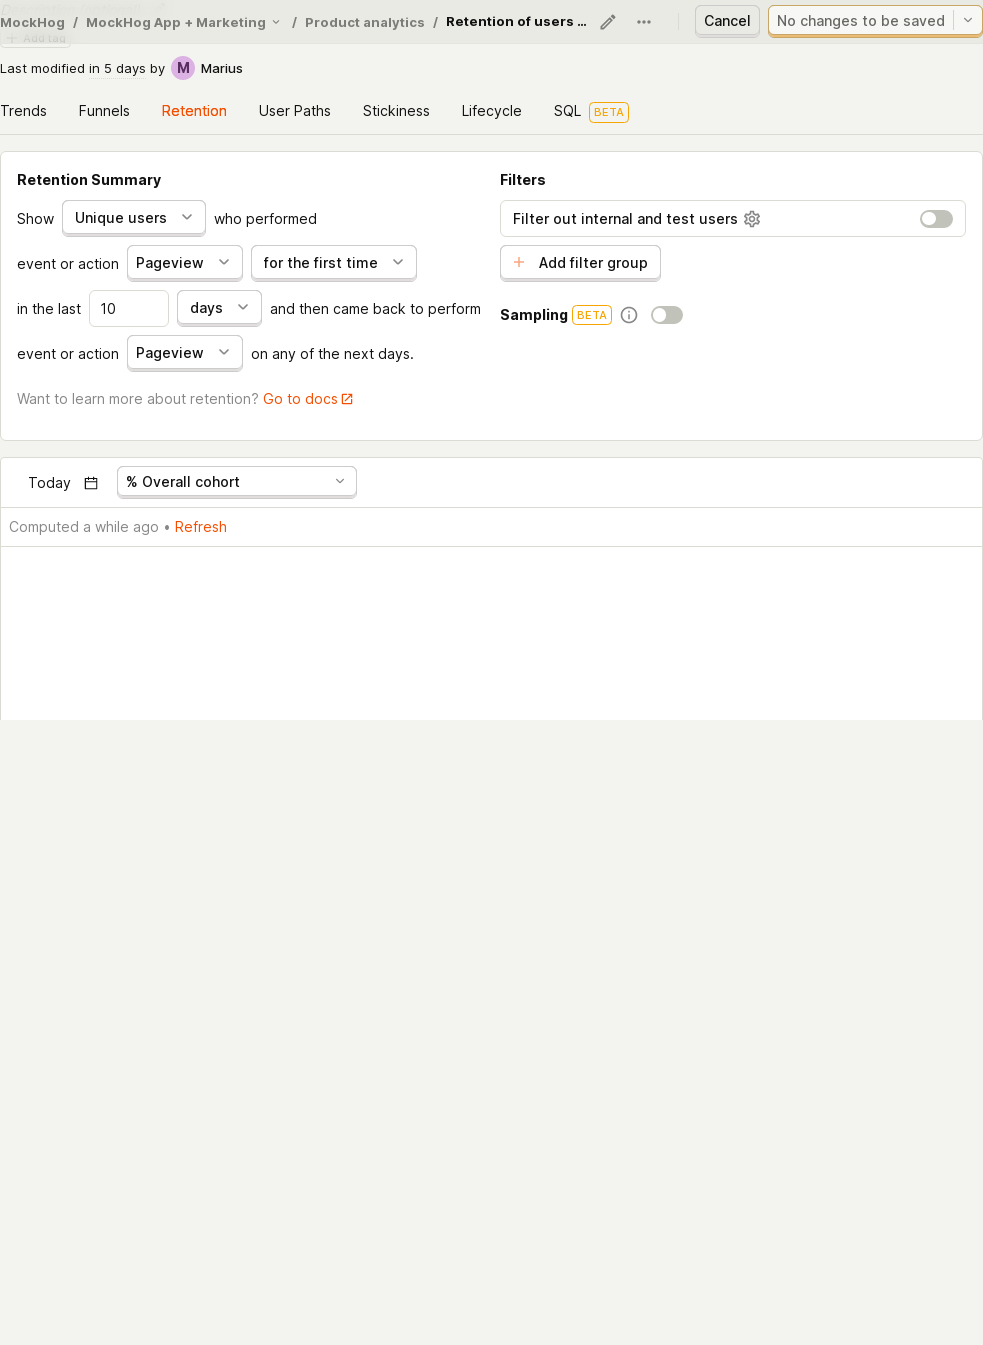 MockHog / MockHog App + Marketing / Product analytics / Retention of users ... Cancel No changes to be saved
Add tag
Last modified in 5 days by M Marius
Trends Funnels Retention User Paths Stickiness Lifecycle SQL BETA
Retention Summary
Show Unique users who performed
event or action Pageview for the first time
in the last 10 days and then came back to perform
event or action Pageview on any of the next days.
Want to learn more about retention? Go to docs
Filters
Filter out internal and test users
Add filter group
Sampling BETA
Today % Overall cohort
Computed a while ago • Refresh